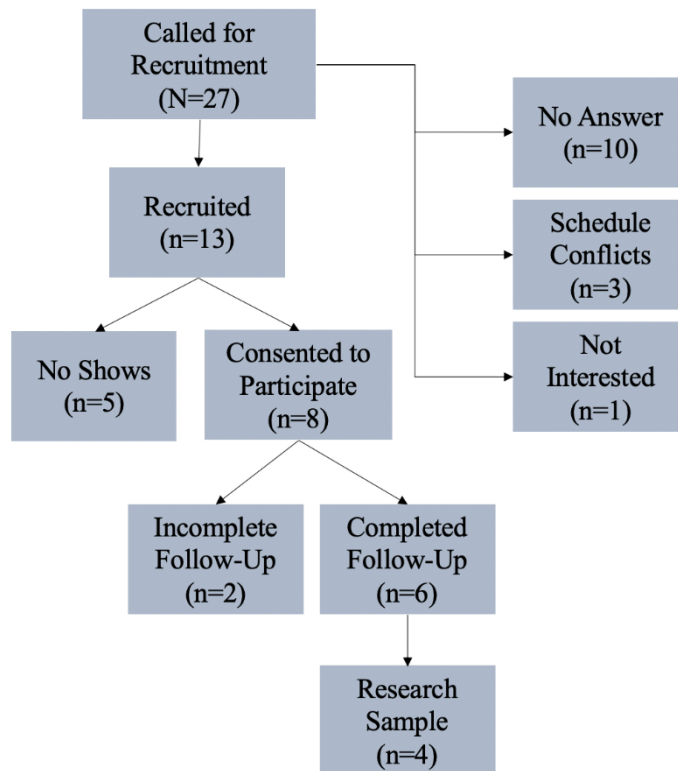 Called for
Recruitment
(N=27)
No Answer
(n=10)
Recruited
(n=13)
Schedule
Conflicts
(n=3)
No Shows
(n=5)
Consented to
Participate
(n=8)
Not
Interested
(n=1)
Incomplete
Follow-Up
(n=2)
Completed
Follow-Up
(n=6)
Research
Sample
(n=4)